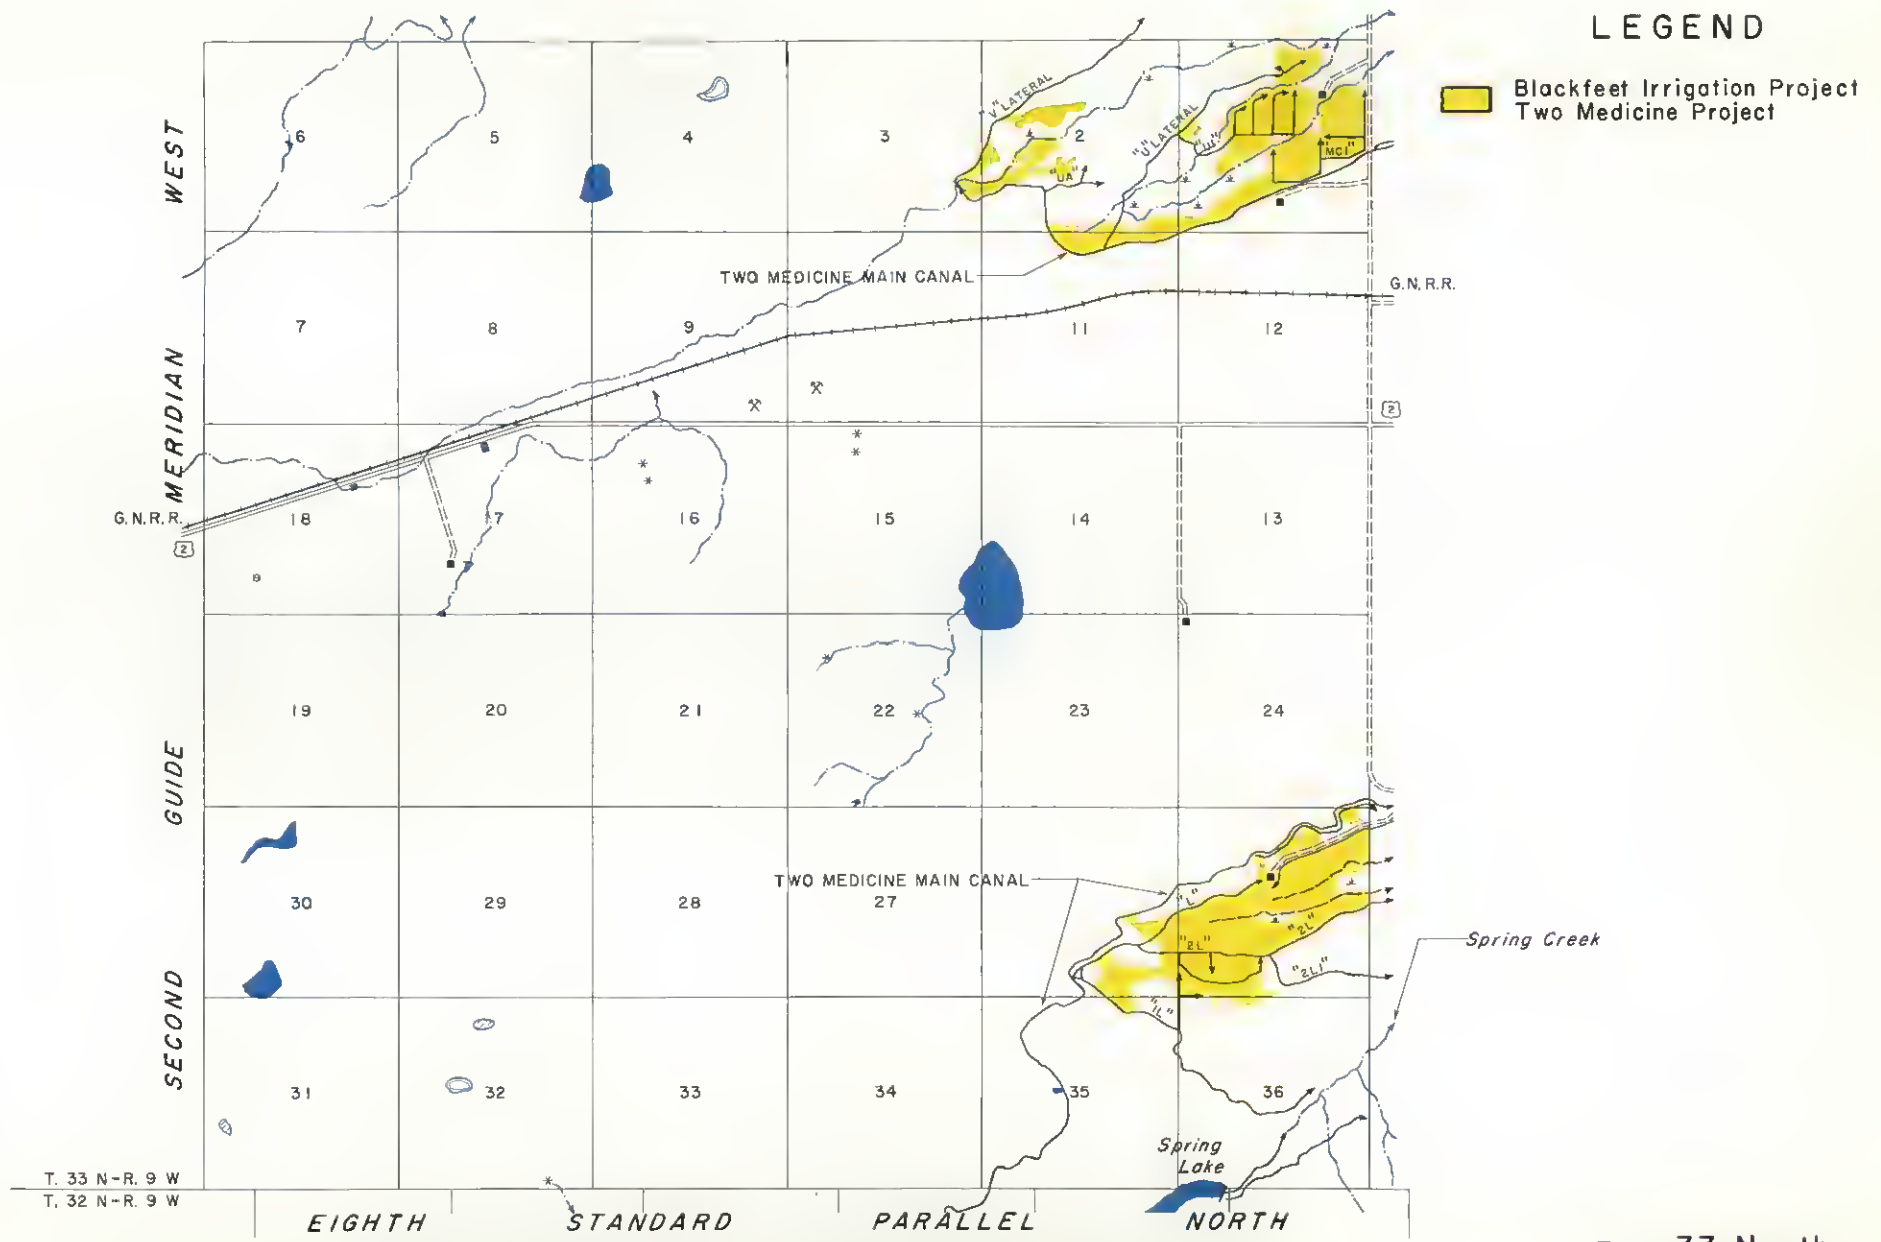 LEGEND
Blackfeet Irrigation Project
Two Medicine Project
WEST
MERIDIAN
GUIDE
SECOND
6
5
4
3
2
"V" LATERAL
"U" LATERAL
"UA"
"MC1"
TWO MEDICINE MAIN CANAL
G.N.R.R.
7
8
9
11
12
2
G.N.R.R.
2
18
17
16
15
14
13
19
20
21
22
23
24
TWO MEDICINE MAIN CANAL
30
29
28
27
"L"
"2L"
"2L"
"2L1"
"1L"
Spring Creek
31
32
33
34
35
36
Spring
Lake
T. 33 N-R. 9 W
T. 32 N-R. 9 W
EIGHTH STANDARD PARALLEL NORTH